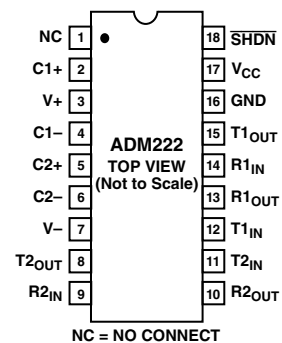 NC 1 18 SHDN
C1+ 2 17 VCC
V+ 3 16 GND
C1– 4 15 T1OUT
ADM222
C2+ 5 TOP VIEW 14 R1IN
(Not to Scale)
C2– 6 13 R1OUT
V– 7 12 T1IN
T2OUT 8 11 T2IN
R2IN 9 10 R2OUT
NC = NO CONNECT